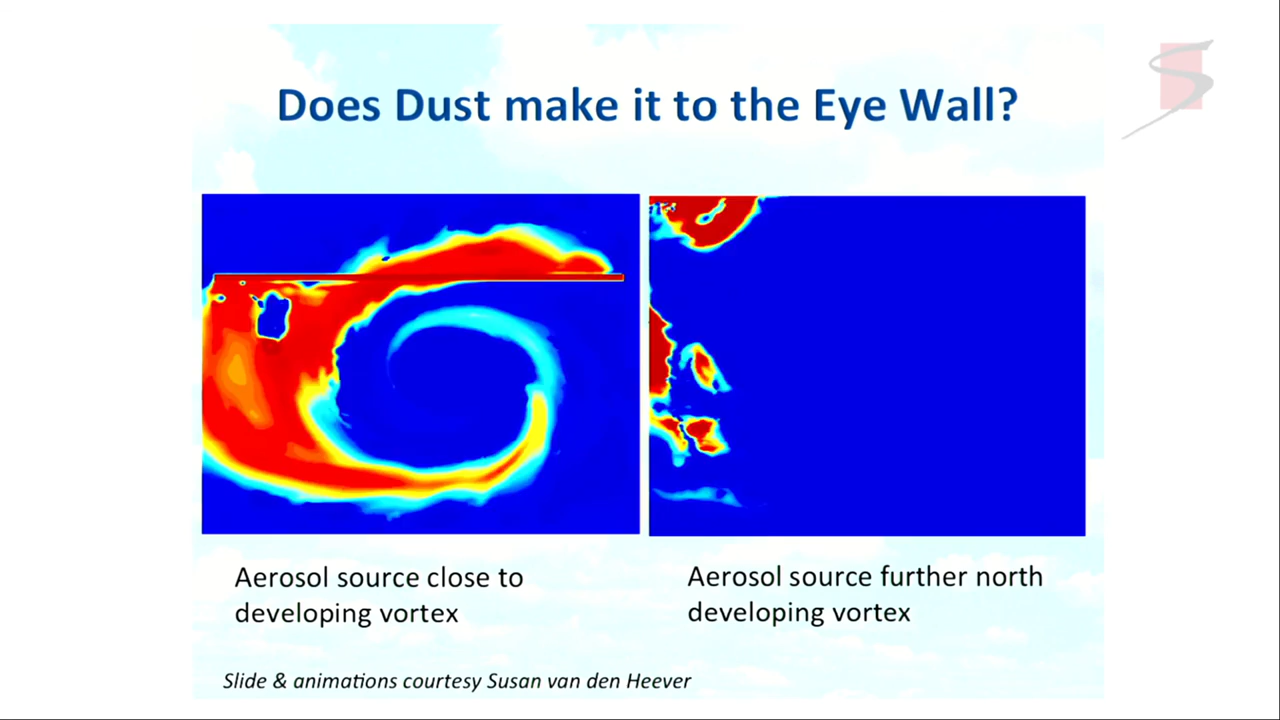 Does Dust make it to the Eye Wall?
Aerosol source close to
developing vortex
Aerosol source further north
developing vortex
Slide & animations courtesy Susan van den Heever